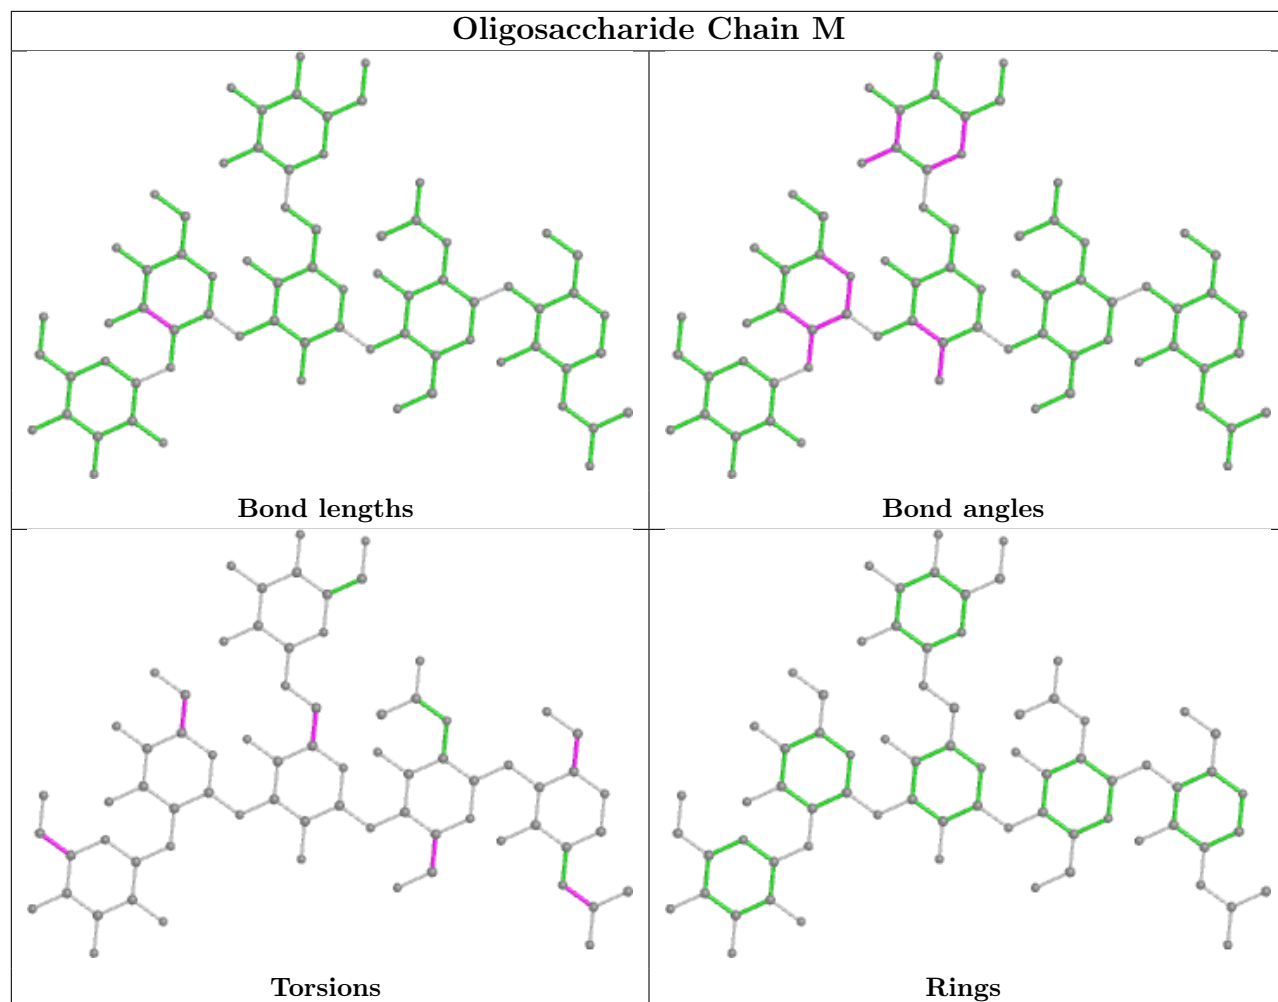 Oligosaccharide Chain M
Bond lengths
Bond angles
Torsions
Rings